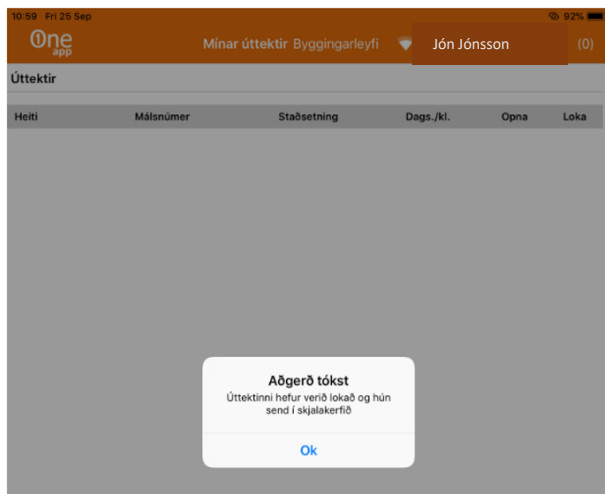 10:59 Fri 25 Sep 92%
One app Mínar úttektir Byggingarleyfi Jón Jónsson (0)
Úttektir
Heiti Málsnúmer Staðsetning Dags./kl. Opna Loka
Aðgerð tókst
Úttektinni hefur verið lokað og hún
send í skjalakerfið
Ok